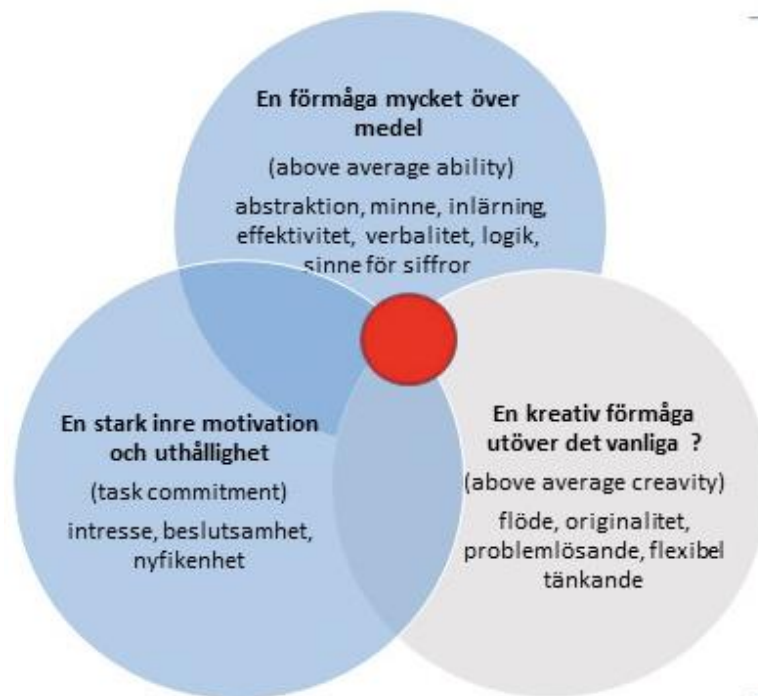 En förmåga mycket över
medel
(above average ability)
abstraktion, minne, inlärning,
effektivitet, verbalitet, logik,
sinne för siffror
En stark inre motivation
och uthållighet
(task commitment)
intresse, beslutsamhet,
nyfikenhet
En kreativ förmåga
utöver det vanliga ?
(above average creavity)
flöde, originalitet,
problemlösande, flexibel
tänkande